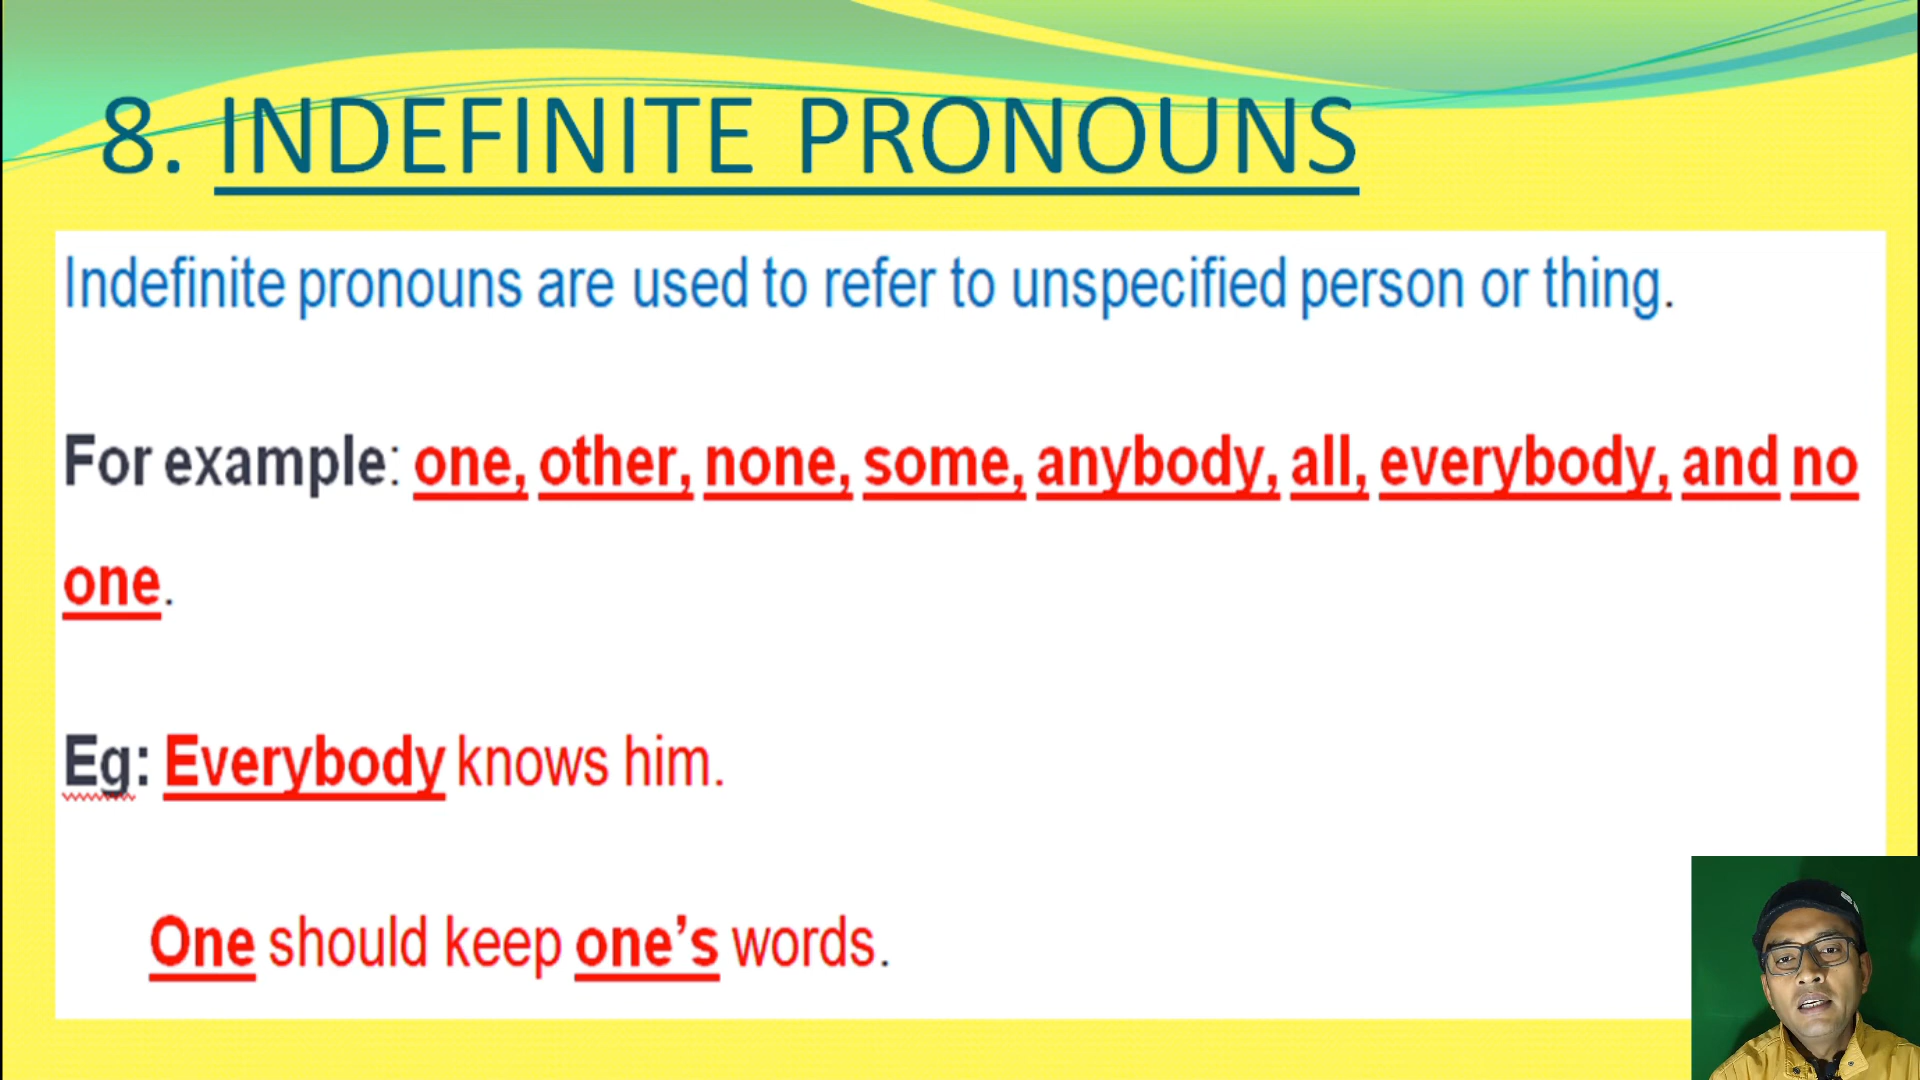 8. INDEFINITE PRONOUNS
Indefinite pronouns are used to refer to unspecified person or thing.
For example: one, other, none, some, anybody, all, everybody, and no
one.
Eg: Everybody knows him.
One should keep one’s words.